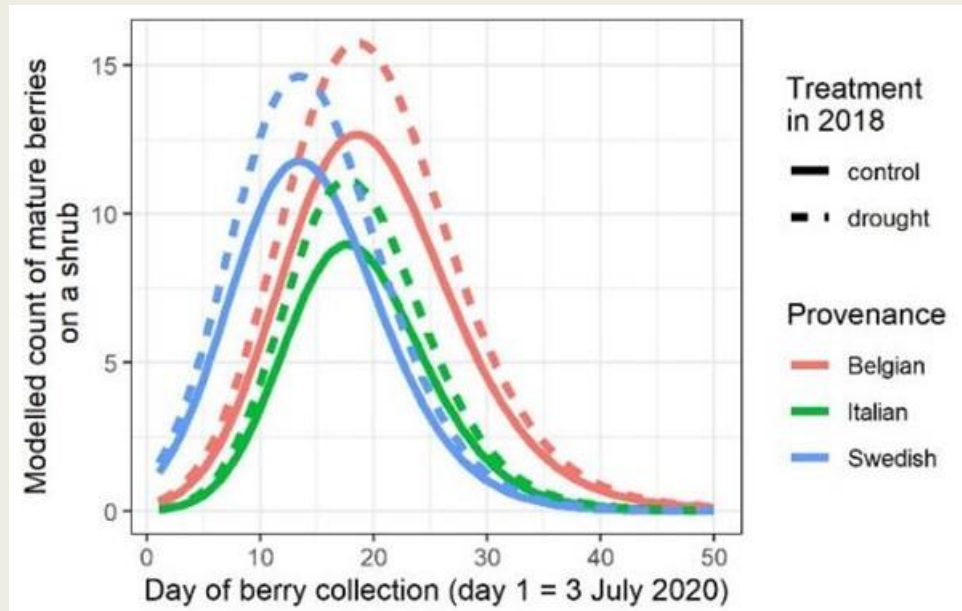 Modelled count of mature berries
on a shrub
15
10
5
0
0 10 20 30 40 50
Day of berry collection (day 1 = 3 July 2020)
Treatment
in 2018
control
drought
Provenance
Belgian
Italian
Swedish